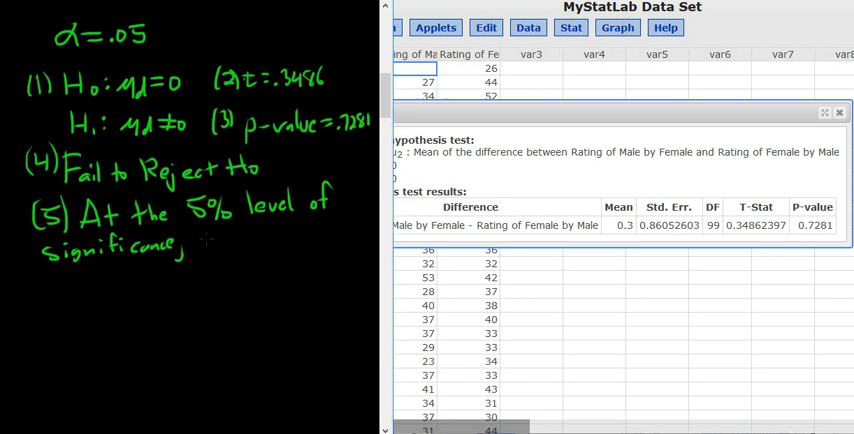 α=.05
(1) H0: μd=0 (2) t=.3486
H1: μd≠0 (3) p-value=.7281
(4) Fail to Reject H0
(5) At the 5% level of
significance,
MyStatLab Data Set
Applets Edit Data Stat Graph Help
Rating of Fe var3 var4 var5 var6 var7 var8
26
27 44
34 52
ypothesis test:
μ2 : Mean of the difference between Rating of Male by Female and Rating of Female by Male
0
0
s test results:
Difference Mean Std. Err. DF T-Stat P-value
Male by Female - Rating of Female by Male 0.3 0.86052603 99 0.34862397 0.7281
36 36
32 32
53 42
28 37
40 38
37 40
37 33
29 33
23 34
37 33
41 43
34 31
37 30
31 44